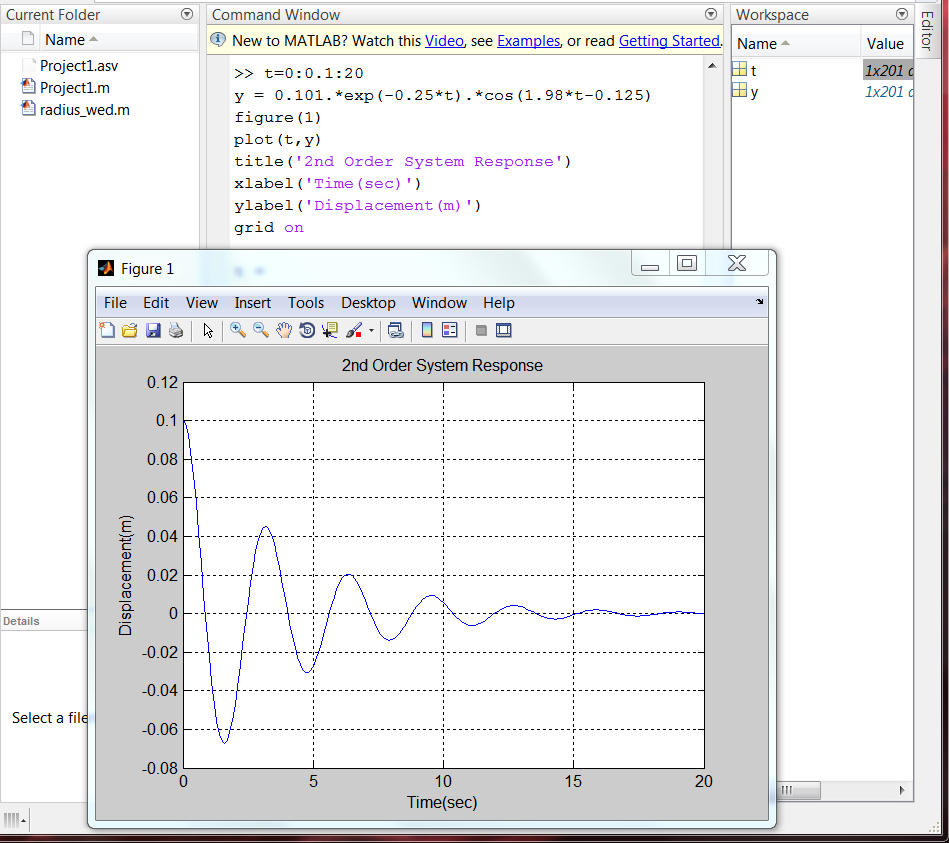 Current Folder
Name
Project1.asv
Project1.m
radius_wed.m
Details
Select a file
Command Window
New to MATLAB? Watch this Video, see Examples, or read Getting Started.
>> t=0:0.1:20
y = 0.101.*exp(-0.25*t).*cos(1.98*t-0.125)
figure(1)
plot(t,y)
title('2nd Order System Response')
xlabel('Time(sec)')
ylabel('Displacement(m)')
grid on
Workspace
Name Value
t 1x201
y 1x201
Editor
Figure 1
File Edit View Insert Tools Desktop Window Help
2nd Order System Response
0.12
0.1
0.08
0.06
0.04
0.02
0
-0.02
-0.04
-0.06
-0.08
Displacement(m)
0 5 10 15 20
Time(sec)